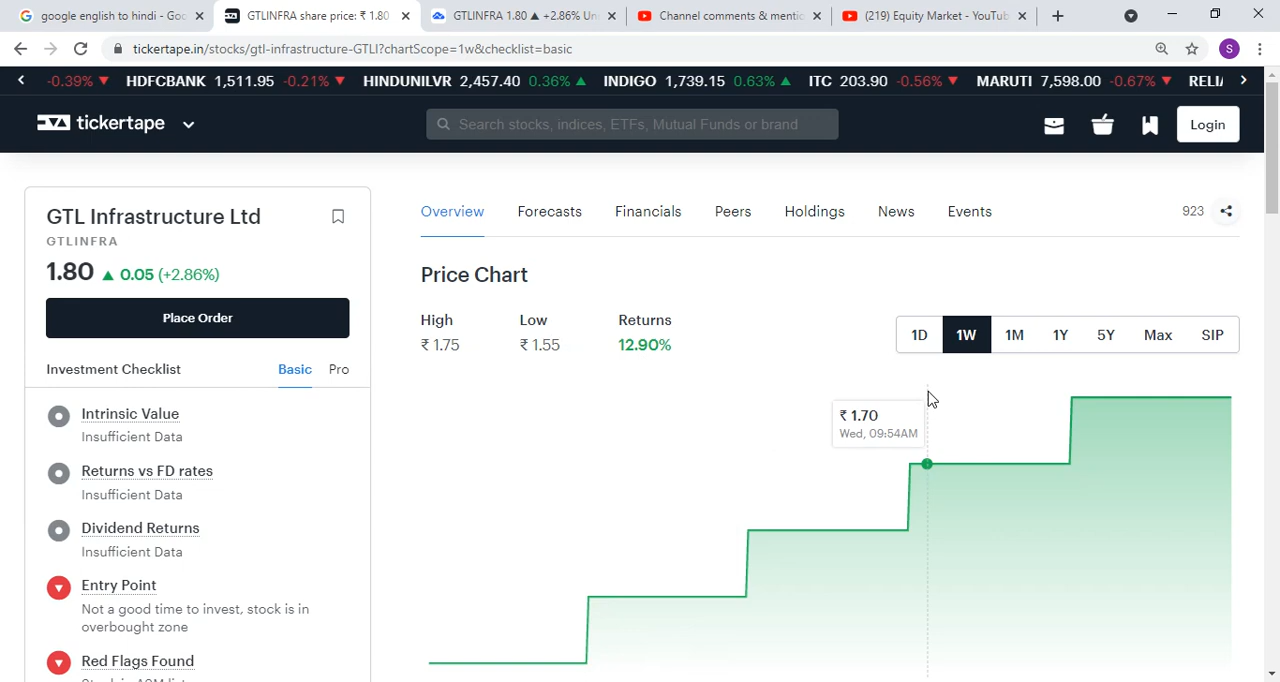 google english to hindi - Goo
GTLINFRA share price: ₹ 1.80
GTLINFRA 1.80 ▲ +2.86% Un
Channel comments & mentio
(219) Equity Market - YouTub
tickertape.in/stocks/gtl-infrastructure-GTLI?chartScope=1w&checklist=basic
S
-0.39% ▼ HDFCBANK 1,511.95 -0.21% ▼ HINDUNILVR 2,457.40 0.36% ▲ INDIGO 1,739.15 0.63% ▲ ITC 203.90 -0.56% ▼ MARUTI 7,598.00 -0.67% ▼ RELI
tickertape
Search stocks, indices, ETFs, Mutual Funds or brand
Login
GTL Infrastructure Ltd
GTLINFRA
1.80 ▲ 0.05 (+2.86%)
Place Order
Investment Checklist Basic Pro
Intrinsic Value
Insufficient Data
Returns vs FD rates
Insufficient Data
Dividend Returns
Insufficient Data
Entry Point
Not a good time to invest, stock is in
overbought zone
Red Flags Found
Overview Forecasts Financials Peers Holdings News Events
923
Price Chart
High Low Returns
₹ 1.75 ₹ 1.55 12.90%
1D 1W 1M 1Y 5Y Max SIP
₹ 1.70
Wed, 09:54AM